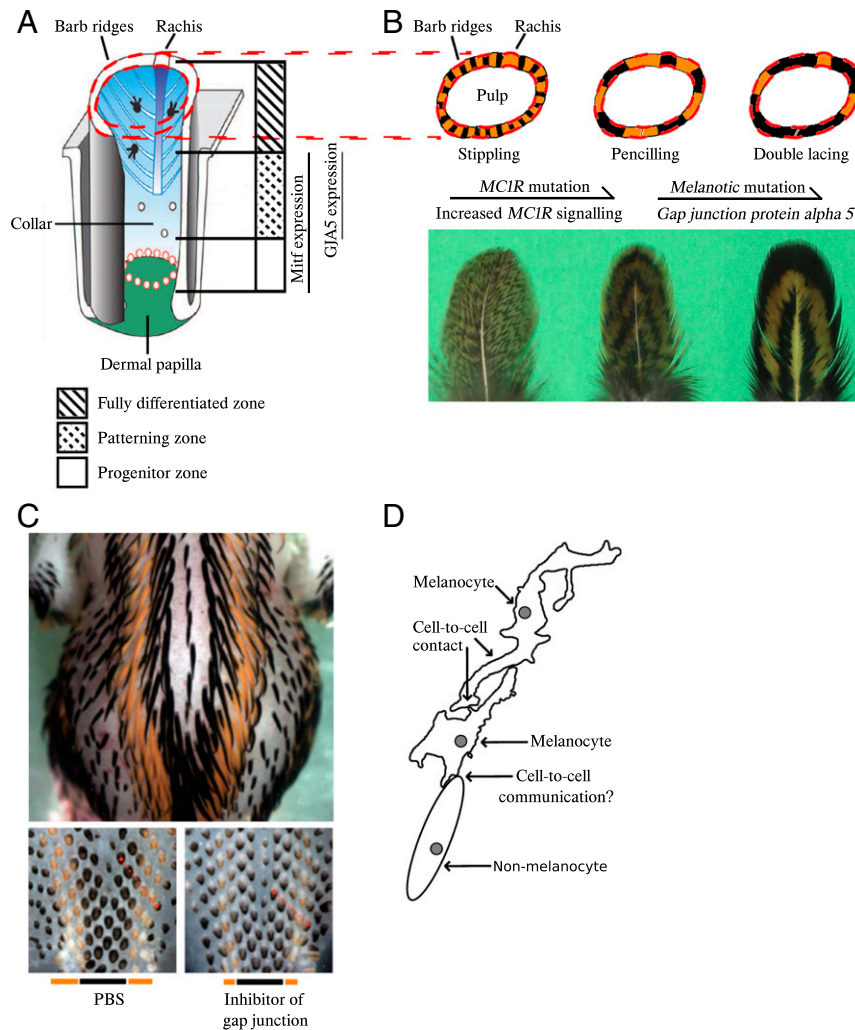 A
Barb ridges
Rachis
Collar
Mitf expression
GJA5 expression
Dermal papilla
Fully differentiated zone
Patterning zone
Progenitor zone
B
Barb ridges
Rachis
Pulp
Stippling
Pencilling
Double lacing
MC1R mutation
Melanotic mutation
Increased MC1R signalling
Gap junction protein alpha 5
C
PBS
Inhibitor of
gap junction
D
Melanocyte
Cell-to-cell
contact
Melanocyte
Cell-to-cell
communication?
Non-melanocyte